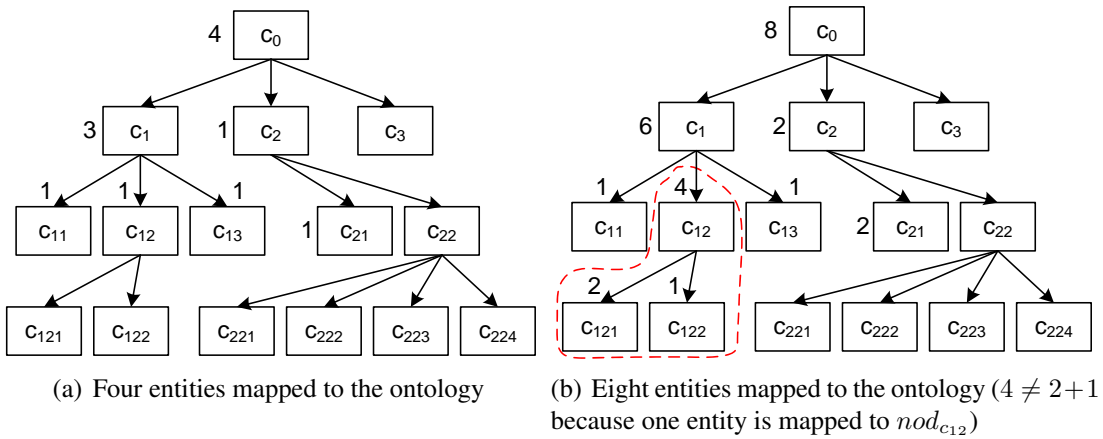 4 c0 8 c0
3 c1 1 c2 c3 6 c1 2 c2 c3
1 1 1 1 4 1
c11 c12 c13 1 c21 c22 c11 c12 c13 2 c21 c22
2 1
c121 c122 c221 c222 c223 c224 c121 c122 c221 c222 c223 c224
(a) Four entities mapped to the ontology
(b) Eight entities mapped to the ontology (4 ≠ 2+1
because one entity is mapped to nod_{c12})